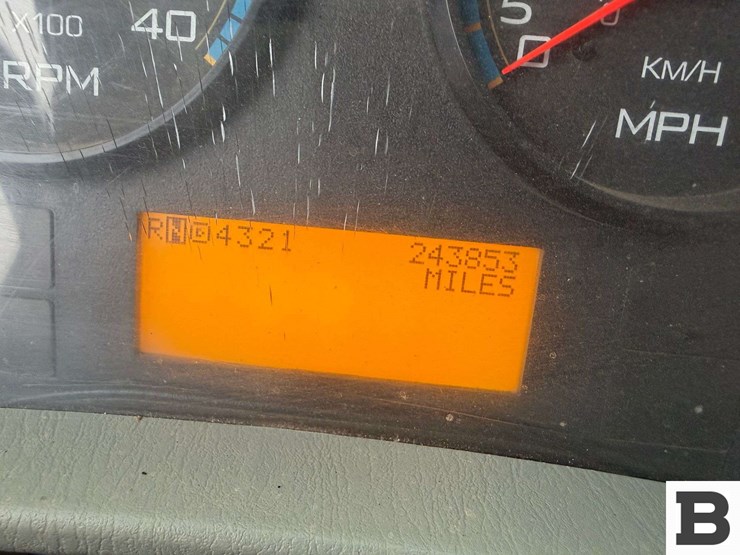 X100 40
RPM
5
0
KM/H
MPH
RND4321
243853
MILES
B